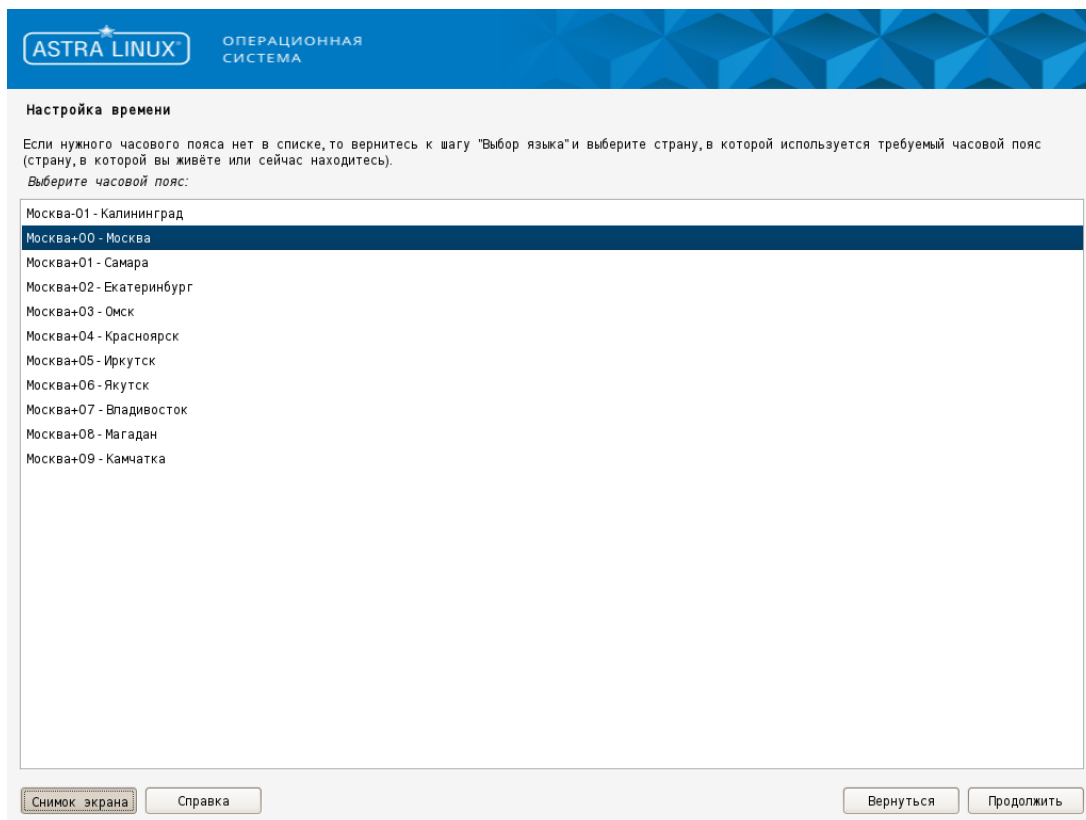 ASTRA LINUX
ОПЕРАЦИОННАЯ
СИСТЕМА
Настройка времени
Если нужного часового пояса нет в списке, то вернитесь к шагу "Выбор языка" и выберите страну, в которой используется требуемый часовой пояс
(страну, в которой вы живёте или сейчас находитесь).
Выберите часовой пояс:
Москва-01 - Калининград
Москва+00 - Москва
Москва+01 - Самара
Москва+02 - Екатеринбург
Москва+03 - Омск
Москва+04 - Красноярск
Москва+05 - Иркутск
Москва+06 - Якутск
Москва+07 - Владивосток
Москва+08 - Магадан
Москва+09 - Камчатка
Снимок экрана Справка Вернуться Продолжить